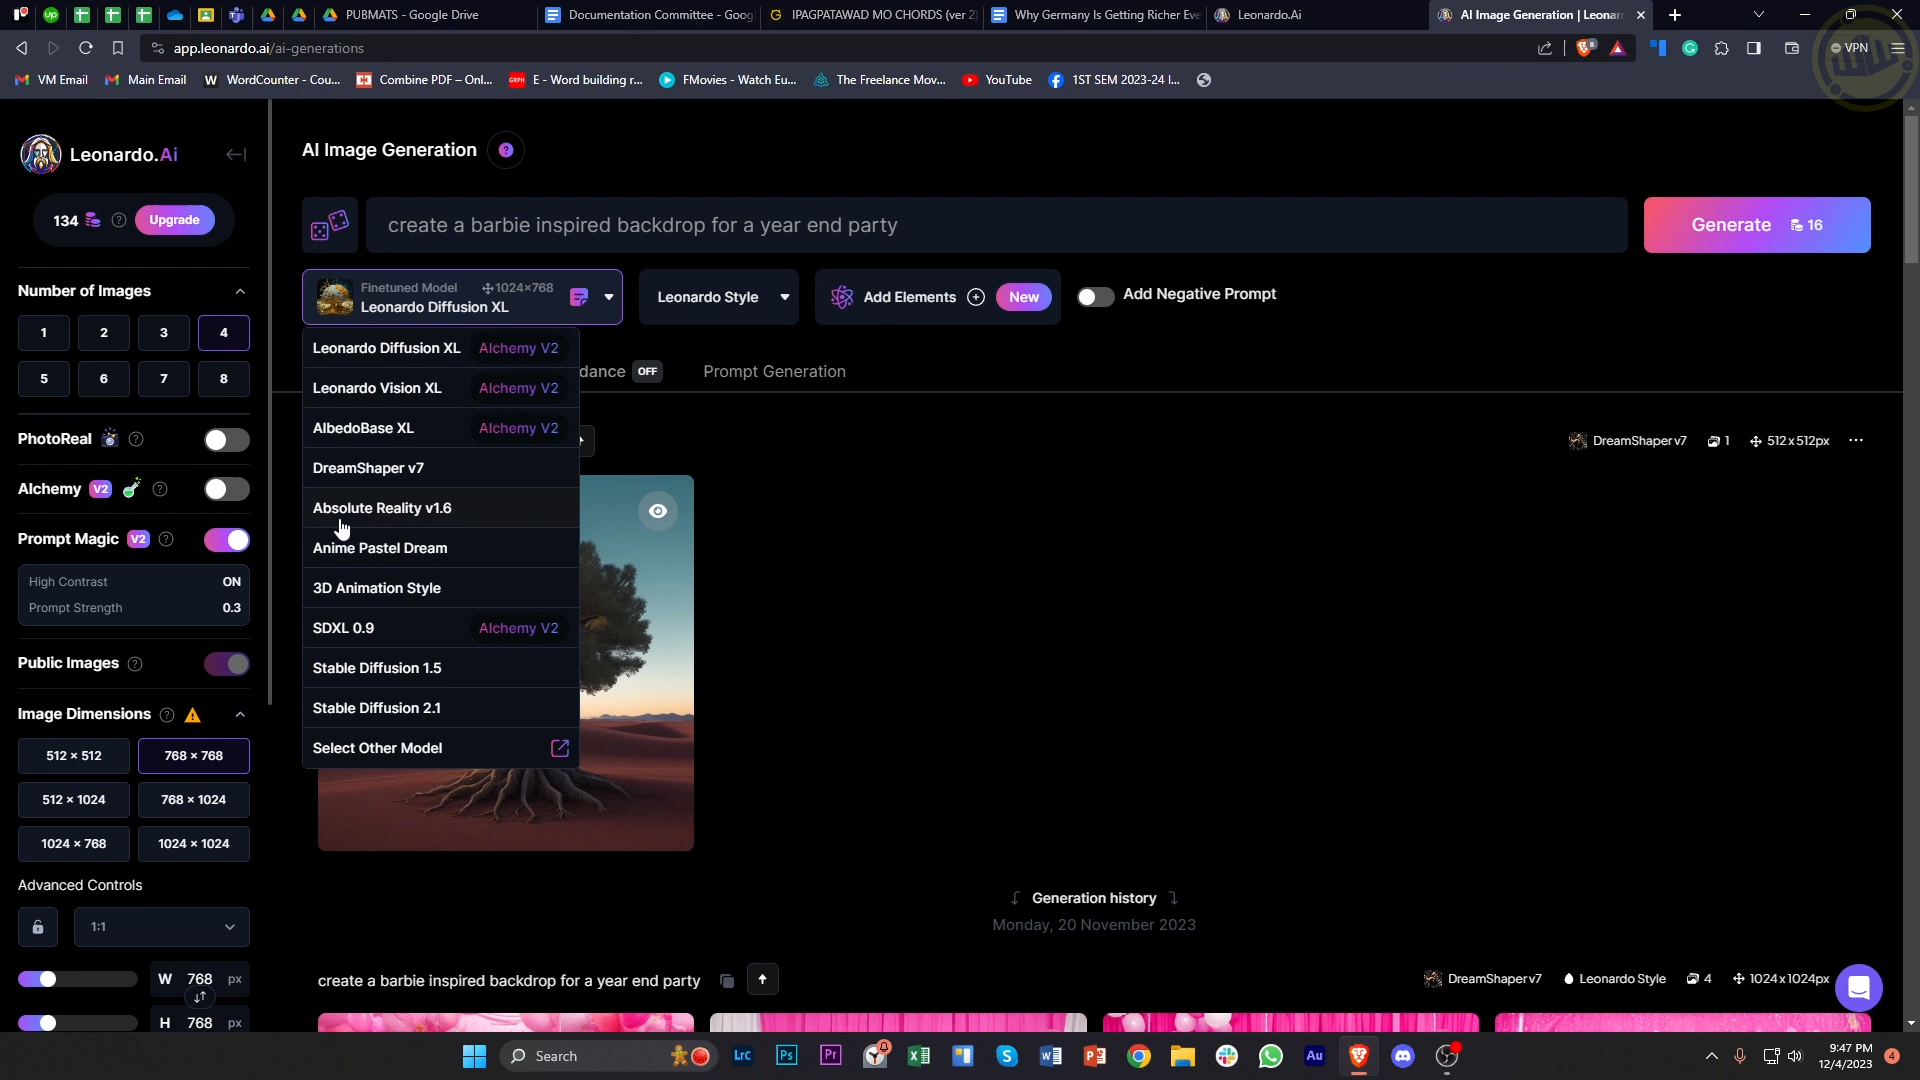 PUBMATS - Google Drive
Documentation Committee - Goog
IPAGPATAWAD MO CHORDS (ver 2)
Why Germany Is Getting Richer Eve
Leonardo.Ai
AI Image Generation | Leonar
app.leonardo.ai/ai-generations
VPN
VM Email
Main Email
WordCounter - Cou...
Combine PDF – Onl...
E - Word building r...
FMovies - Watch Eu...
The Freelance Mov...
YouTube
1ST SEM 2023-24 I...
Leonardo.Ai
134
Upgrade
AI Image Generation
create a barbie inspired backdrop for a year end party
Generate 16
Finetuned Model 1024×768
Leonardo Diffusion XL
Leonardo Style
Add Elements
New
Add Negative Prompt
Number of Images
1 2 3 4
5 6 7 8
Leonardo Diffusion XL Alchemy V2
Leonardo Vision XL Alchemy V2
AlbedoBase XL Alchemy V2
DreamShaper v7
Absolute Reality v1.6
Anime Pastel Dream
3D Animation Style
SDXL 0.9 Alchemy V2
Stable Diffusion 1.5
Stable Diffusion 2.1
Select Other Model
dance OFF
Prompt Generation
DreamShaper v7 1 512x512px
PhotoReal
Alchemy V2
Prompt Magic V2
High Contrast ON
Prompt Strength 0.3
Public Images
Image Dimensions
512 × 512 768 × 768
512 × 1024 768 × 1024
1024 × 768 1024 × 1024
Advanced Controls
1:1
W 768 px
H 768 px
Generation history
Monday, 20 November 2023
create a barbie inspired backdrop for a year end party
DreamShaper v7 Leonardo Style 4 1024x1024px
Search
9:47 PM
12/4/2023
4